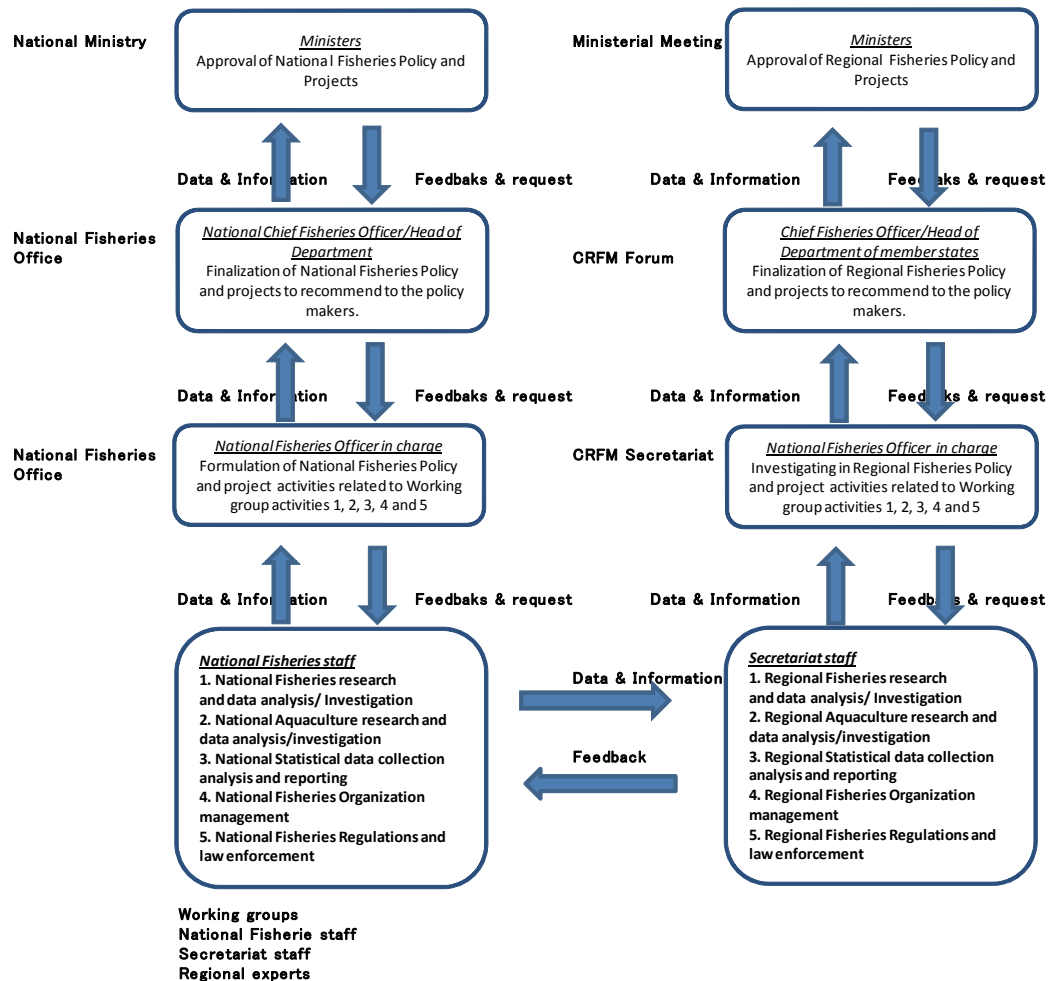 National Ministry
Ministers
Approval of National Fisheries Policy and
Projects
Ministerial Meeting
Ministers
Approval of Regional Fisheries Policy and
Projects
Data & Information
Feedbaks & request
Data & Information
Feedbaks & request
National Fisheries
Office
National Chief Fisheries Officer/Head of
Department
Finalization of National Fisheries Policy
and projects to recommend to the policy
makers.
CRFM Forum
Chief Fisheries Officer/Head of
Department of member states
Finalization of Regional Fisheries Policy
and projects to recommend to the policy
makers.
Data & Information
Feedbaks & request
Data & Information
Feedbaks & request
National Fisheries
Office
National Fisheries Officer in charge
Formulation of National Fisheries Policy
and project activities related to Working
group activities 1, 2, 3, 4 and 5
CRFM Secretariat
National Fisheries Officer in charge
Investigating in Regional Fisheries Policy
and project activities related to Working
group activities 1, 2, 3, 4 and 5
Data & Information
Feedbaks & request
Data & Information
Feedbaks & request
National Fisheries staff
1. National Fisheries research
and data analysis/ Investigation
2. National Aquaculture research and
data analysis/investigation
3. National Statistical data collection
analysis and reporting
4. National Fisheries Organization
management
5. National Fisheries Regulations and
law enforcement
Data & Information
Feedback
Secretariat staff
1. Regional Fisheries research
and data analysis/ Investigation
2. Regional Aquaculture research and
data analysis/investigation
3. Regional Statistical data collection
analysis and reporting
4. Regional Fisheries Organization
management
5. Regional Fisheries Regulations and
law enforcement
Working groups
National Fisherie staff
Secretariat staff
Regional experts